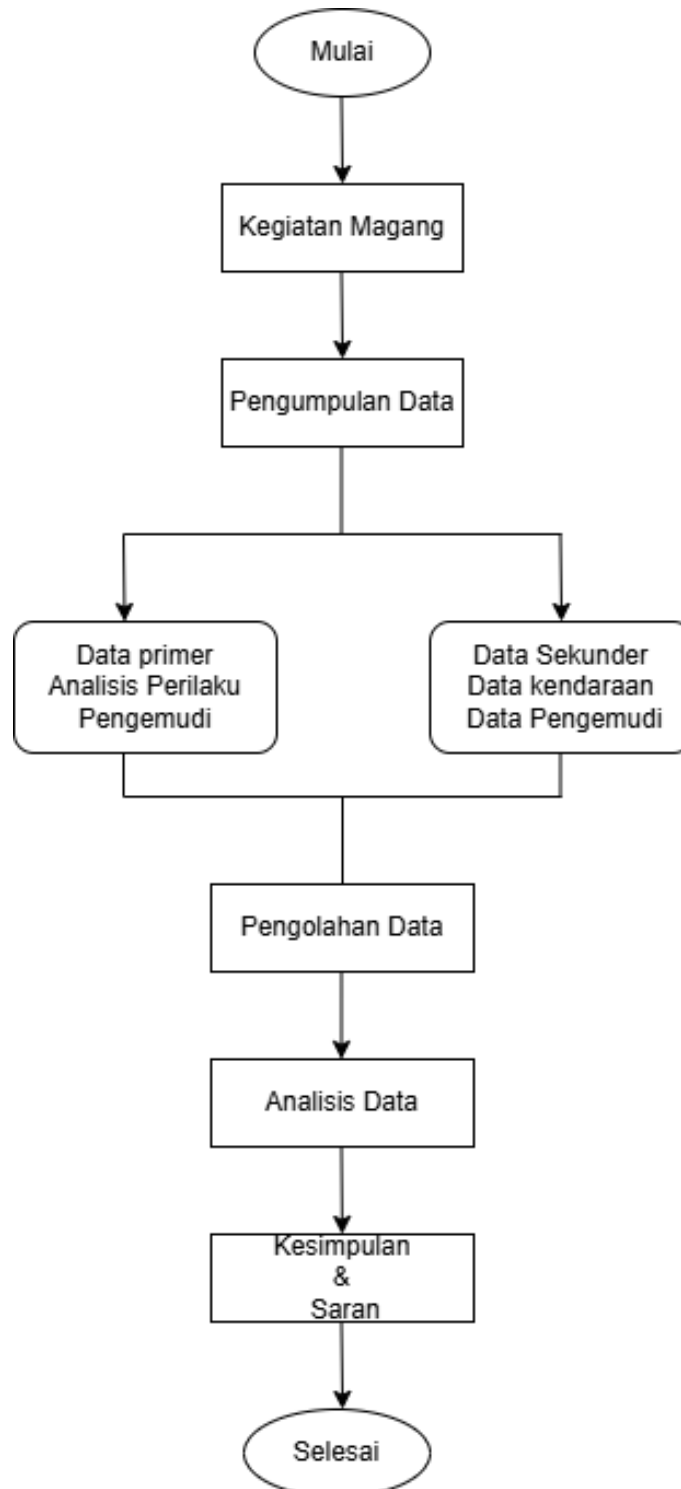 Mulai
Kegiatan Magang
Pengumpulan Data
Data primer
Analisis Perilaku
Pengemudi
Data Sekunder
Data kendaraan
Data Pengemudi
Pengolahan Data
Analisis Data
Kesimpulan
&
Saran
Selesai